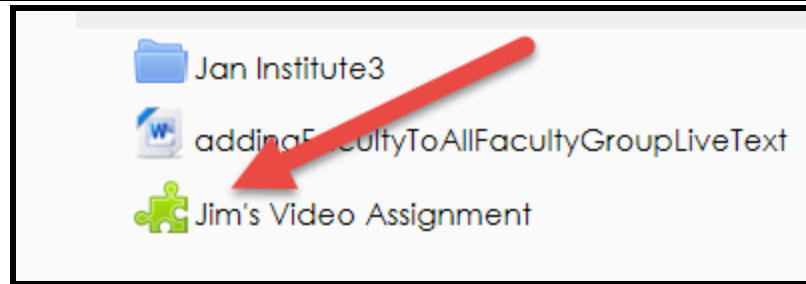 Jan Institute3
addingFacultyToAllFacultyGroupLiveText
Jim's Video Assignment